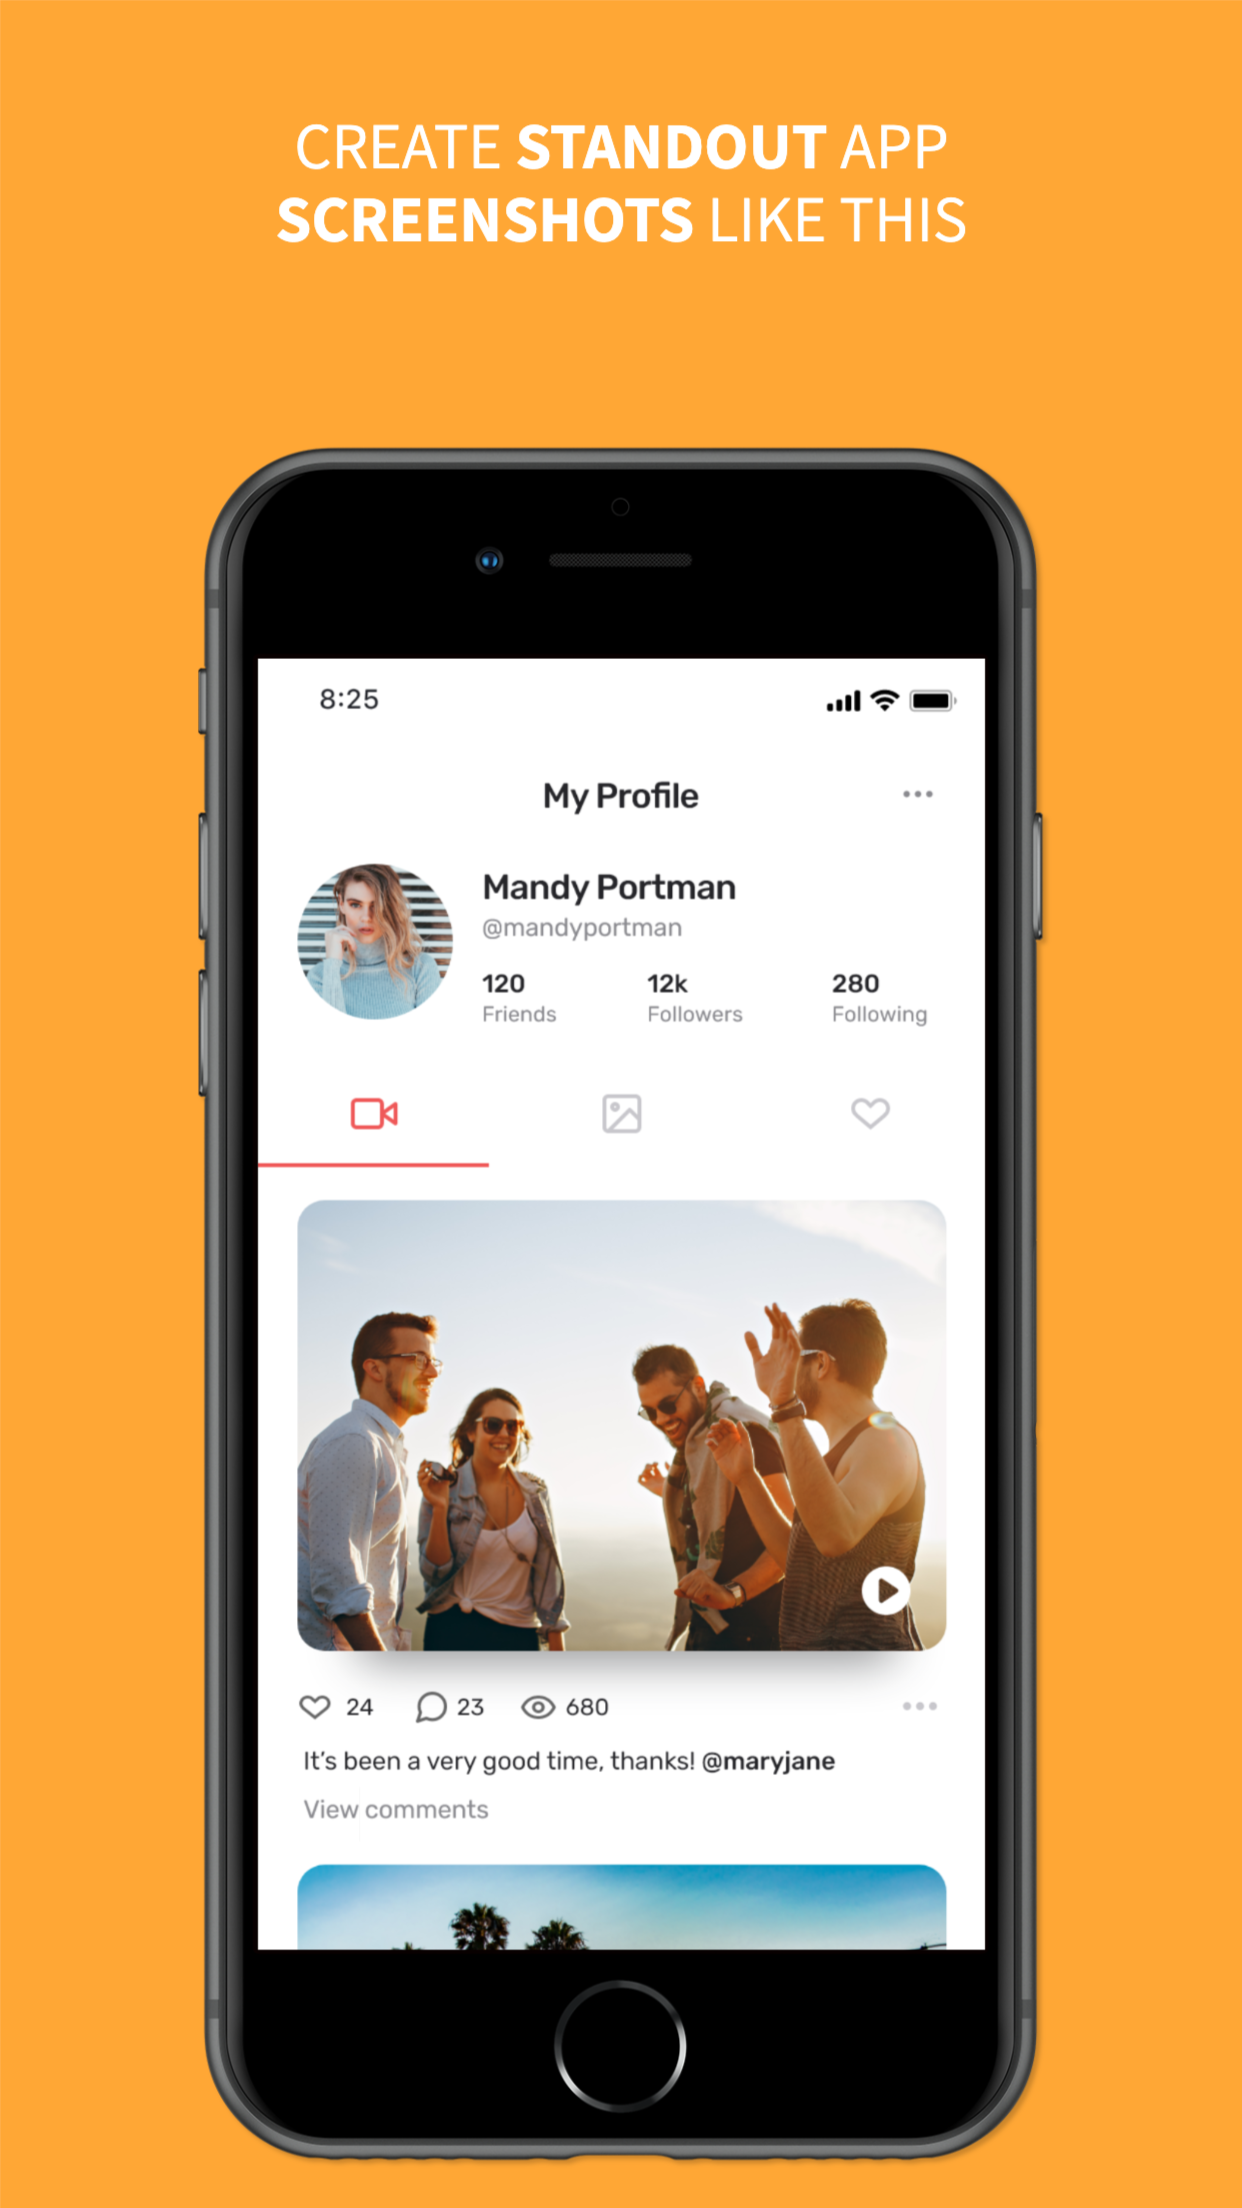 CREATE STANDOUT APP
SCREENSHOTS LIKE THIS
8:25
My Profile
Mandy Portman
@mandyportman
120 12k 280
Friends Followers Following
24 23 680
It's been a very good time, thanks! @maryjane
View comments